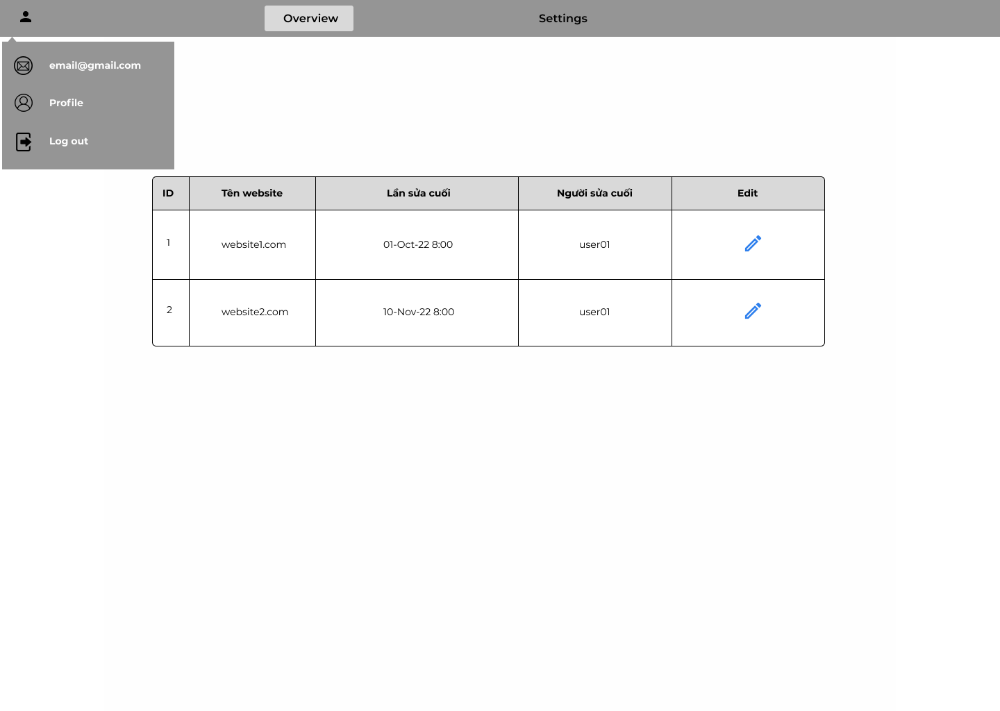 Overview Settings
email@gmail.com
Profile
Log out
ID Tên website Lần sửa cuối Người sửa cuối Edit
1 website1.com 01-Oct-22 8:00 user01
2 website2.com 10-Nov-22 8:00 user01